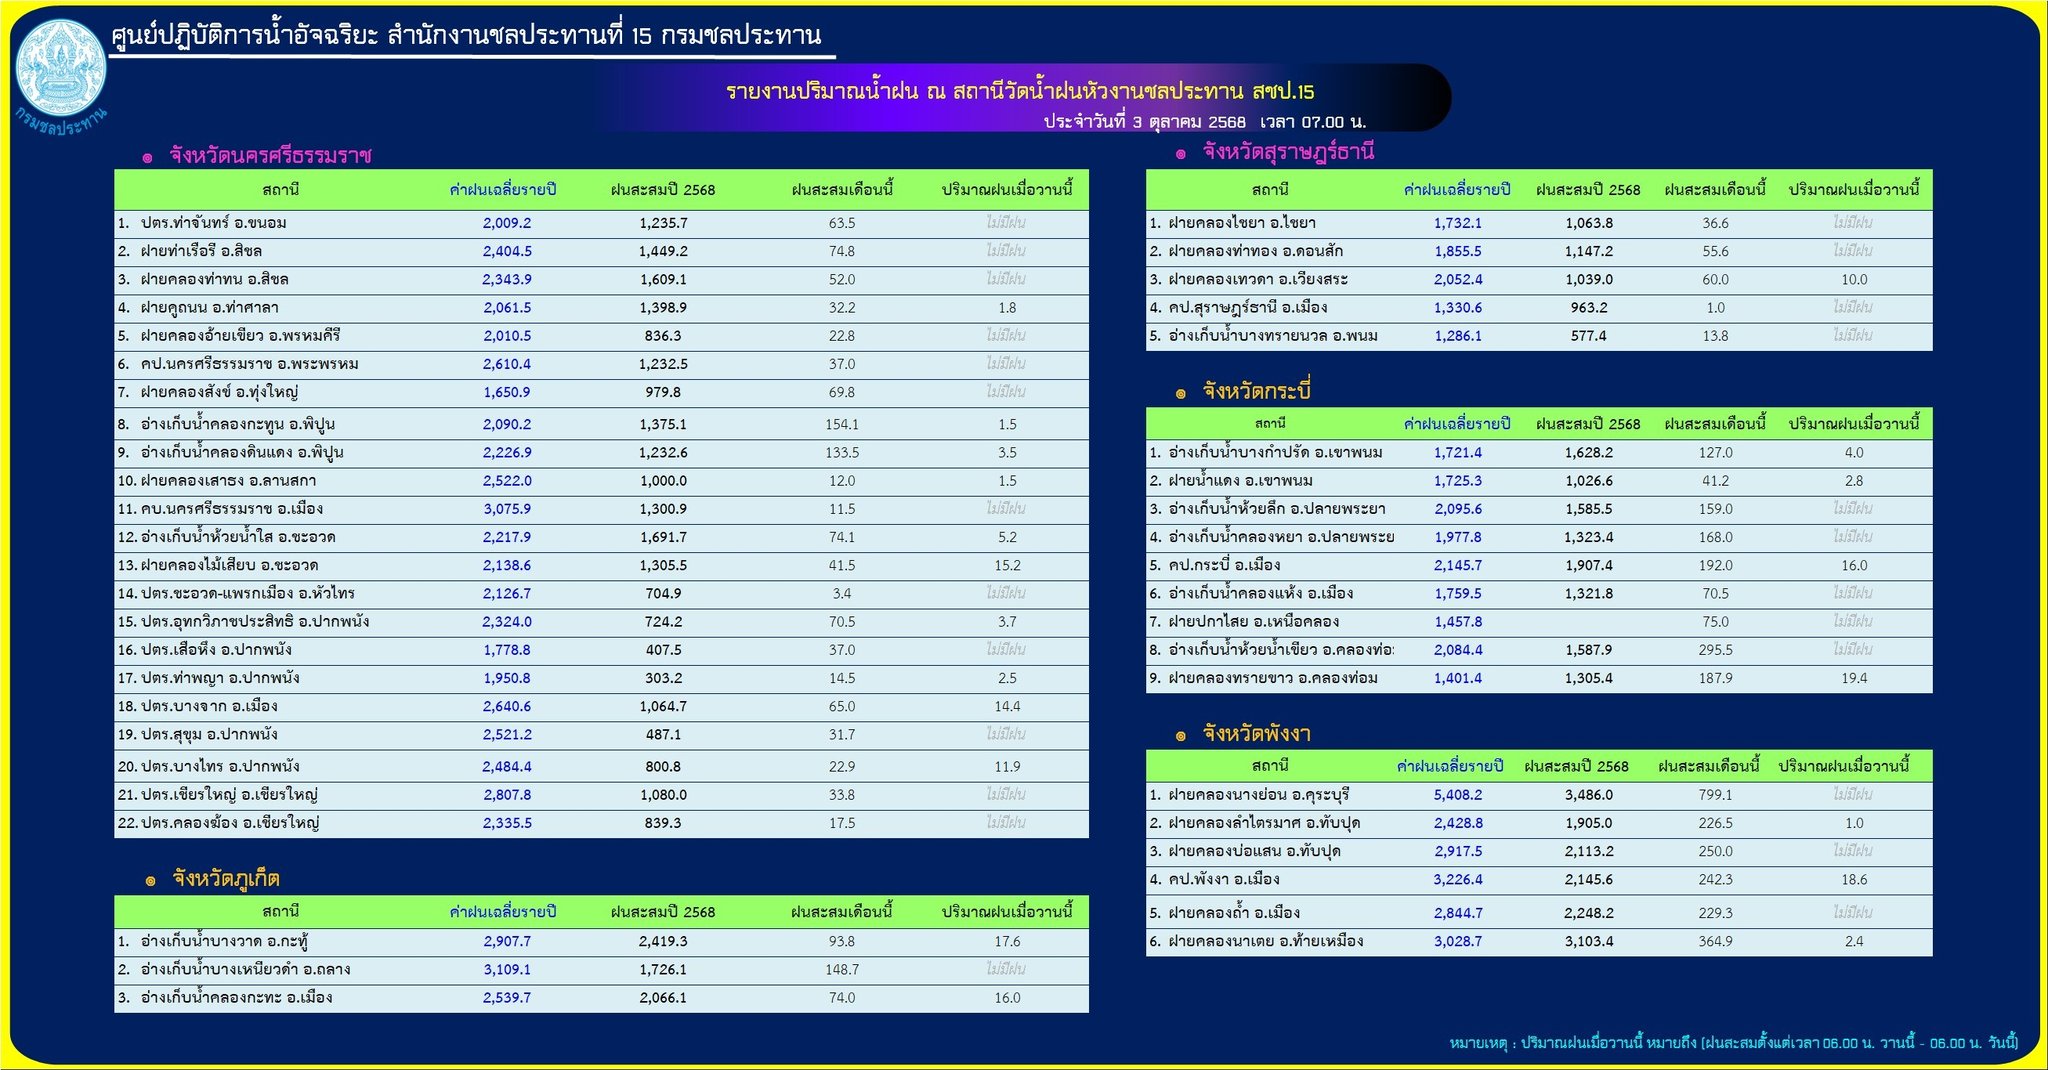 ศูนย์ปฏิบัติการน้ำอัจฉริยะ สำนักงานชลประทานที่ 15 กรมชลประทาน
กรมชลประทาน
รายงานปริมาณน้ำฝน ณ สถานีวัดน้ำฝนหัวงานชลประทาน สชป.15
ประจำวันที่ 3 ตุลาคม 2568 เวลา 07.00 น.
๑ จังหวัดนครศรีธรรมราช
สถานี ค่าฝนเฉลี่ยรายปี ฝนสะสมปี 2568 ฝนสะสมเดือนนี้ ปริมาณฝนเมื่อวานนี้
1. ปตร.ท่าจันทร์ อ.ขนอม 2,009.2 1,235.7 63.5 ไม่มีฝน
2. ฝายท่าเรือรี อ.สิชล 2,404.5 1,449.2 74.8 ไม่มีฝน
3. ฝายคลองท่าทน อ.สิชล 2,343.9 1,609.1 52.0 ไม่มีฝน
4. ฝายคูถนน อ.ท่าศาลา 2,061.5 1,398.9 32.2 1.8
5. ฝายคลองอ้ายเขียว อ.พรหมคีรี 2,010.5 836.3 22.8 ไม่มีฝน
6. คป.นครศรีธรรมราช อ.พระพรหม 2,610.4 1,232.5 37.0 ไม่มีฝน
7. ฝายคลองสังข์ อ.ทุ่งใหญ่ 1,650.9 979.8 69.8 ไม่มีฝน
8. อ่างเก็บน้ำคลองกะทูน อ.พิปูน 2,090.2 1,375.1 154.1 1.5
9. อ่างเก็บน้ำคลองดินแดง อ.พิปูน 2,226.9 1,232.6 133.5 3.5
10. ฝายคลองเสาธง อ.ลานสกา 2,522.0 1,000.0 12.0 1.5
11. คบ.นครศรีธรรมราช อ.เมือง 3,075.9 1,300.9 11.5 ไม่มีฝน
12. อ่างเก็บน้ำห้วยน้ำใส อ.ชะอวด 2,217.9 1,691.7 74.1 5.2
13. ฝายคลองไม้เสียบ อ.ชะอวด 2,138.6 1,305.5 41.5 15.2
14. ปตร.ชะอวด-แพรกเมือง อ.หัวไทร 2,126.7 704.9 3.4 ไม่มีฝน
15. ปตร.อุทกวิภาชประสิทธิ อ.ปากพนัง 2,324.0 724.2 70.5 3.7
16. ปตร.เสือหึง อ.ปากพนัง 1,778.8 407.5 37.0 ไม่มีฝน
17. ปตร.ท่าพญา อ.ปากพนัง 1,950.8 303.2 14.5 2.5
18. ปตร.บางจาก อ.เมือง 2,640.6 1,064.7 65.0 14.4
19. ปตร.สุขุม อ.ปากพนัง 2,521.2 487.1 31.7 ไม่มีฝน
20. ปตร.บางไทร อ.ปากพนัง 2,484.4 800.8 22.9 11.9
21. ปตร.เชียรใหญ่ อ.เชียรใหญ่ 2,807.8 1,080.0 33.8 ไม่มีฝน
22. ปตร.คลองฆ้อง อ.เชียรใหญ่ 2,335.5 839.3 17.5 ไม่มีฝน
๑ จังหวัดภูเก็ต
สถานี ค่าฝนเฉลี่ยรายปี ฝนสะสมปี 2568 ฝนสะสมเดือนนี้ ปริมาณฝนเมื่อวานนี้
1. อ่างเก็บน้ำบางวาด อ.กะทู้ 2,907.7 2,419.3 93.8 17.6
2. อ่างเก็บน้ำบางเหนียวดำ อ.ถลาง 3,109.1 1,726.1 148.7 ไม่มีฝน
3. อ่างเก็บน้ำคลองกะทะ อ.เมือง 2,539.7 2,066.1 74.0 16.0
๑ จังหวัดสุราษฎร์ธานี
สถานี ค่าฝนเฉลี่ยรายปี ฝนสะสมปี 2568 ฝนสะสมเดือนนี้ ปริมาณฝนเมื่อวานนี้
1. ฝายคลองไชยา อ.ไชยา 1,732.1 1,063.8 36.6 ไม่มีฝน
2. ฝายคลองท่าทอง อ.ดอนสัก 1,855.5 1,147.2 55.6 ไม่มีฝน
3. ฝายคลองเทวดา อ.เวียงสระ 2,052.4 1,039.0 60.0 10.0
4. คป.สุราษฎร์ธานี อ.เมือง 1,330.6 963.2 1.0 ไม่มีฝน
5. อ่างเก็บน้ำบางทรายนวล อ.พนม 1,286.1 577.4 13.8 ไม่มีฝน
๑ จังหวัดกระบี่
สถานี ค่าฝนเฉลี่ยรายปี ฝนสะสมปี 2568 ฝนสะสมเดือนนี้ ปริมาณฝนเมื่อวานนี้
1. อ่างเก็บน้ำบางกำปรัด อ.เขาพนม 1,721.4 1,628.2 127.0 4.0
2. ฝายน้ำแดง อ.เขาพนม 1,725.3 1,026.6 41.2 2.8
3. อ่างเก็บน้ำห้วยลึก อ.ปลายพระยา 2,095.6 1,585.5 159.0 ไม่มีฝน
4. อ่างเก็บน้ำคลองหยา อ.ปลายพระย 1,977.8 1,323.4 168.0 ไม่มีฝน
5. คป.กระบี่ อ.เมือง 2,145.7 1,907.4 192.0 16.0
6. อ่างเก็บน้ำคลองแห้ง อ.เมือง 1,759.5 1,321.8 70.5 ไม่มีฝน
7. ฝายปกาไสย อ.เหนือคลอง 1,457.8 75.0 ไม่มีฝน
8. อ่างเก็บน้ำห้วยน้ำเขียว อ.คลองท่อ 2,084.4 1,587.9 295.5 ไม่มีฝน
9. ฝายคลองทรายขาว อ.คลองท่อม 1,401.4 1,305.4 187.9 19.4
๑ จังหวัดพังงา
สถานี ค่าฝนเฉลี่ยรายปี ฝนสะสมปี 2568 ฝนสะสมเดือนนี้ ปริมาณฝนเมื่อวานนี้
1. ฝายคลองนางย่อน อ.คุระบุรี 5,408.2 3,486.0 799.1 ไม่มีฝน
2. ฝายคลองลำไตรมาศ อ.ทับปุด 2,428.8 1,905.0 226.5 1.0
3. ฝายคลองบ่อแสน อ.ทับปุด 2,917.5 2,113.2 250.0 ไม่มีฝน
4. คป.พังงา อ.เมือง 3,226.4 2,145.6 242.3 18.6
5. ฝายคลองถ้ำ อ.เมือง 2,844.7 2,248.2 229.3 ไม่มีฝน
6. ฝายคลองนาเตย อ.ท้ายเหมือง 3,028.7 3,103.4 364.9 2.4
หมายเหตุ : ปริมาณฝนเมื่อวานนี้ หมายถึง (ฝนสะสมตั้งแต่เวลา 06.00 น. วานนี้ - 06.00 น. วันนี้)